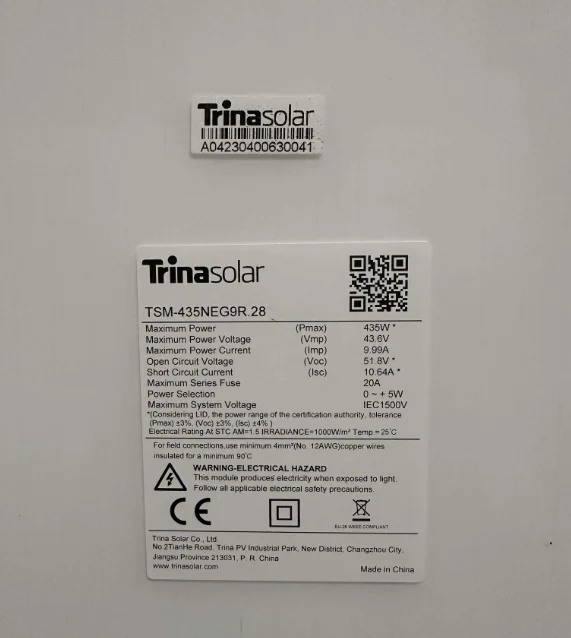 Trinasolar
A04230400630041
Trinasolar
TSM-435NEG9R.28
Maximum Power (Pmax) 435W *
Maximum Power Voltage (Vmp) 43.6V
Maximum Power Current (Imp) 9.99A
Open Circuit Voltage (Voc) 51.8V *
Short Circuit Current (Isc) 10.64A *
Maximum Series Fuse 20A
Power Selection 0 ~ + 5W
Maximum System Voltage IEC1500V
*(Considering LID, the power range of the certification authority, tolerance
(Pmax) ±3%, (Voc) ±3%, (Isc) ±4% )
Electrical Rating At STC AM=1.5 IRRADIANCE=1000W/m² Temp = 25°C
For field connections,use minimum 4mm²(No. 12AWG)copper wires
insulated for a minimum 90°C
WARNING-ELECTRICAL HAZARD
This module produces electricity when exposed to light.
Follow all applicable electrical safety precautions.
CE
EU-28 WEEE COMPLIANT
Trina Solar Co., Ltd
No.2TianHe Road, Trina PV Industrial Park, New District, Changzhou City,
Jiangsu Province 213031, P. R. China
www.trinasolar.com Made in China